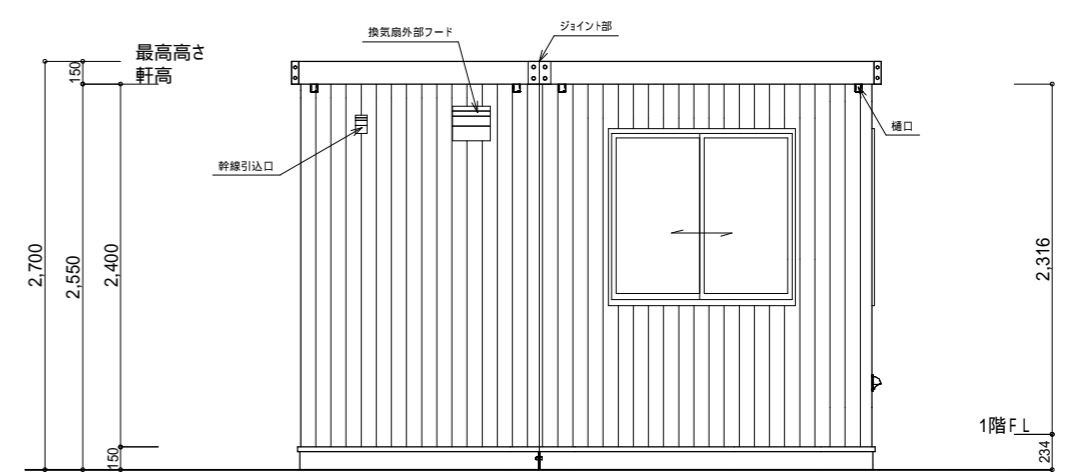 ジョイント部
換気扇外部フード
最高高さ
150
軒高
樋口
幹線引込口
2,700
2,550
2,400
2,316
1階ＦＬ
150
234